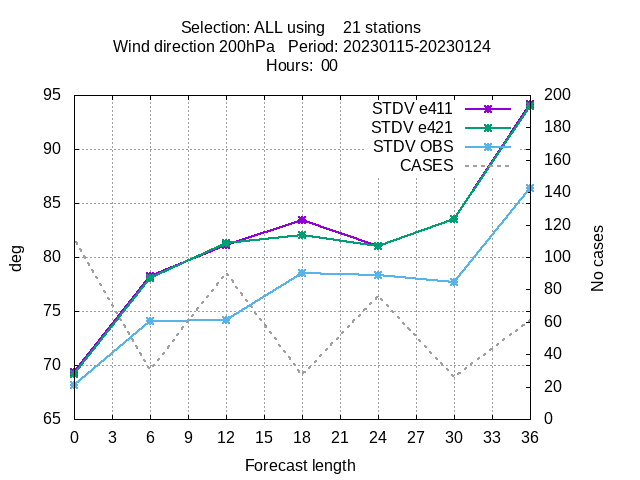 Selection: ALL using    21 stations
Wind direction 200hPa   Period: 20230115-20230124
Hours:  00
STDV e411
STDV e421
STDV OBS
CASES
95
90
85
80
75
70
65
deg
200
180
160
140
120
100
80
60
40
20
0
No cases
0 3 6 9 12 15 18 21 24 27 30 33 36
Forecast length